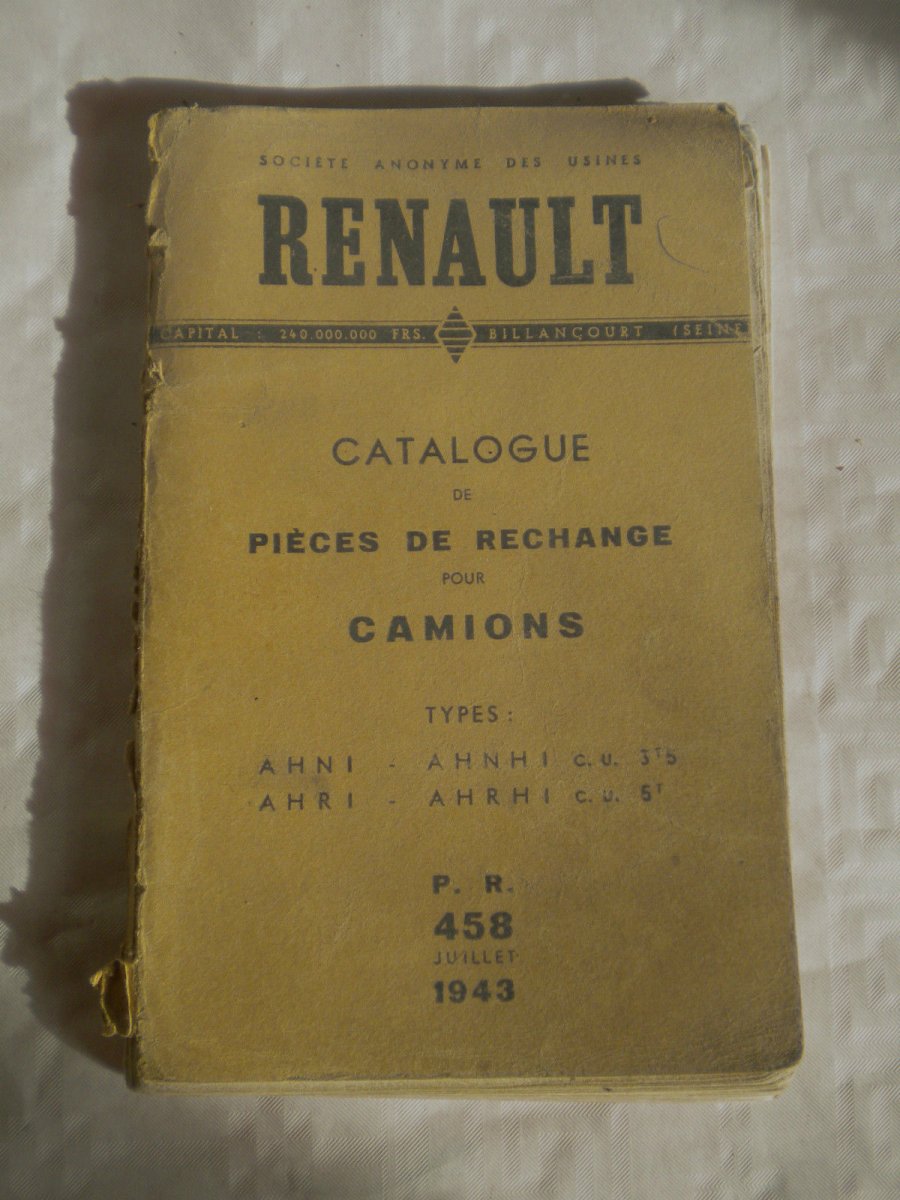 SOCIÉTÉ ANONYME DES USINES
RENAULT
CAPITAL : 240.000.000 FRS. BILLANCOURT (SEINE
CATALOGUE
DE
PIÈCES DE RECHANGE
POUR
CAMIONS
TYPES :
AHNI - AHNHI C.U. 3T5
AHRI - AHRHI C.U. 5T
P. R.
458
JUILLET
1943